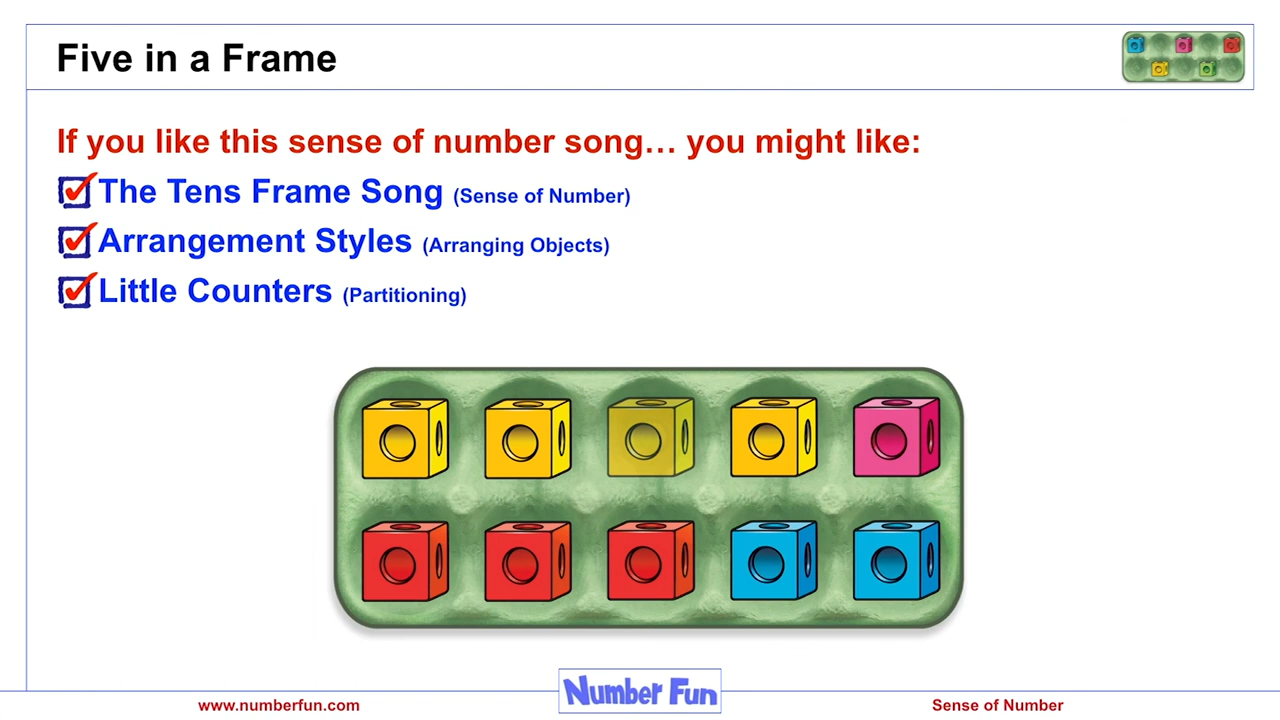 Five in a Frame
If you like this sense of number song… you might like:
The Tens Frame Song (Sense of Number)
Arrangement Styles (Arranging Objects)
Little Counters (Partitioning)
www.numberfun.com
Number Fun
Sense of Number